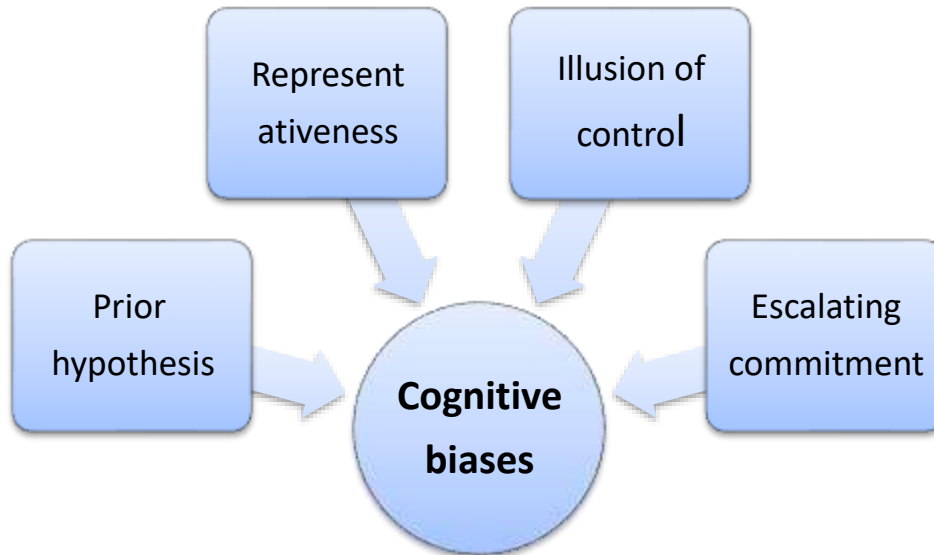 Represent
ativeness
Illusion of
control
Prior
hypothesis
Escalating
commitment
Cognitive
biases